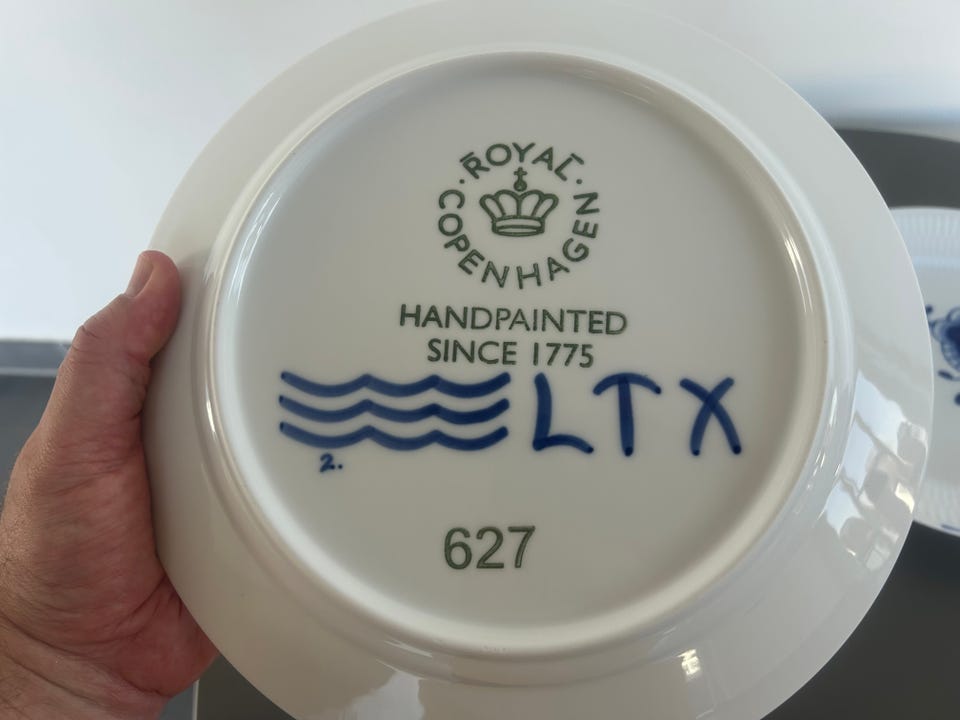 ROYAL
COPENHAGEN
HANDPAINTED
SINCE 1775
LTX
2.
627